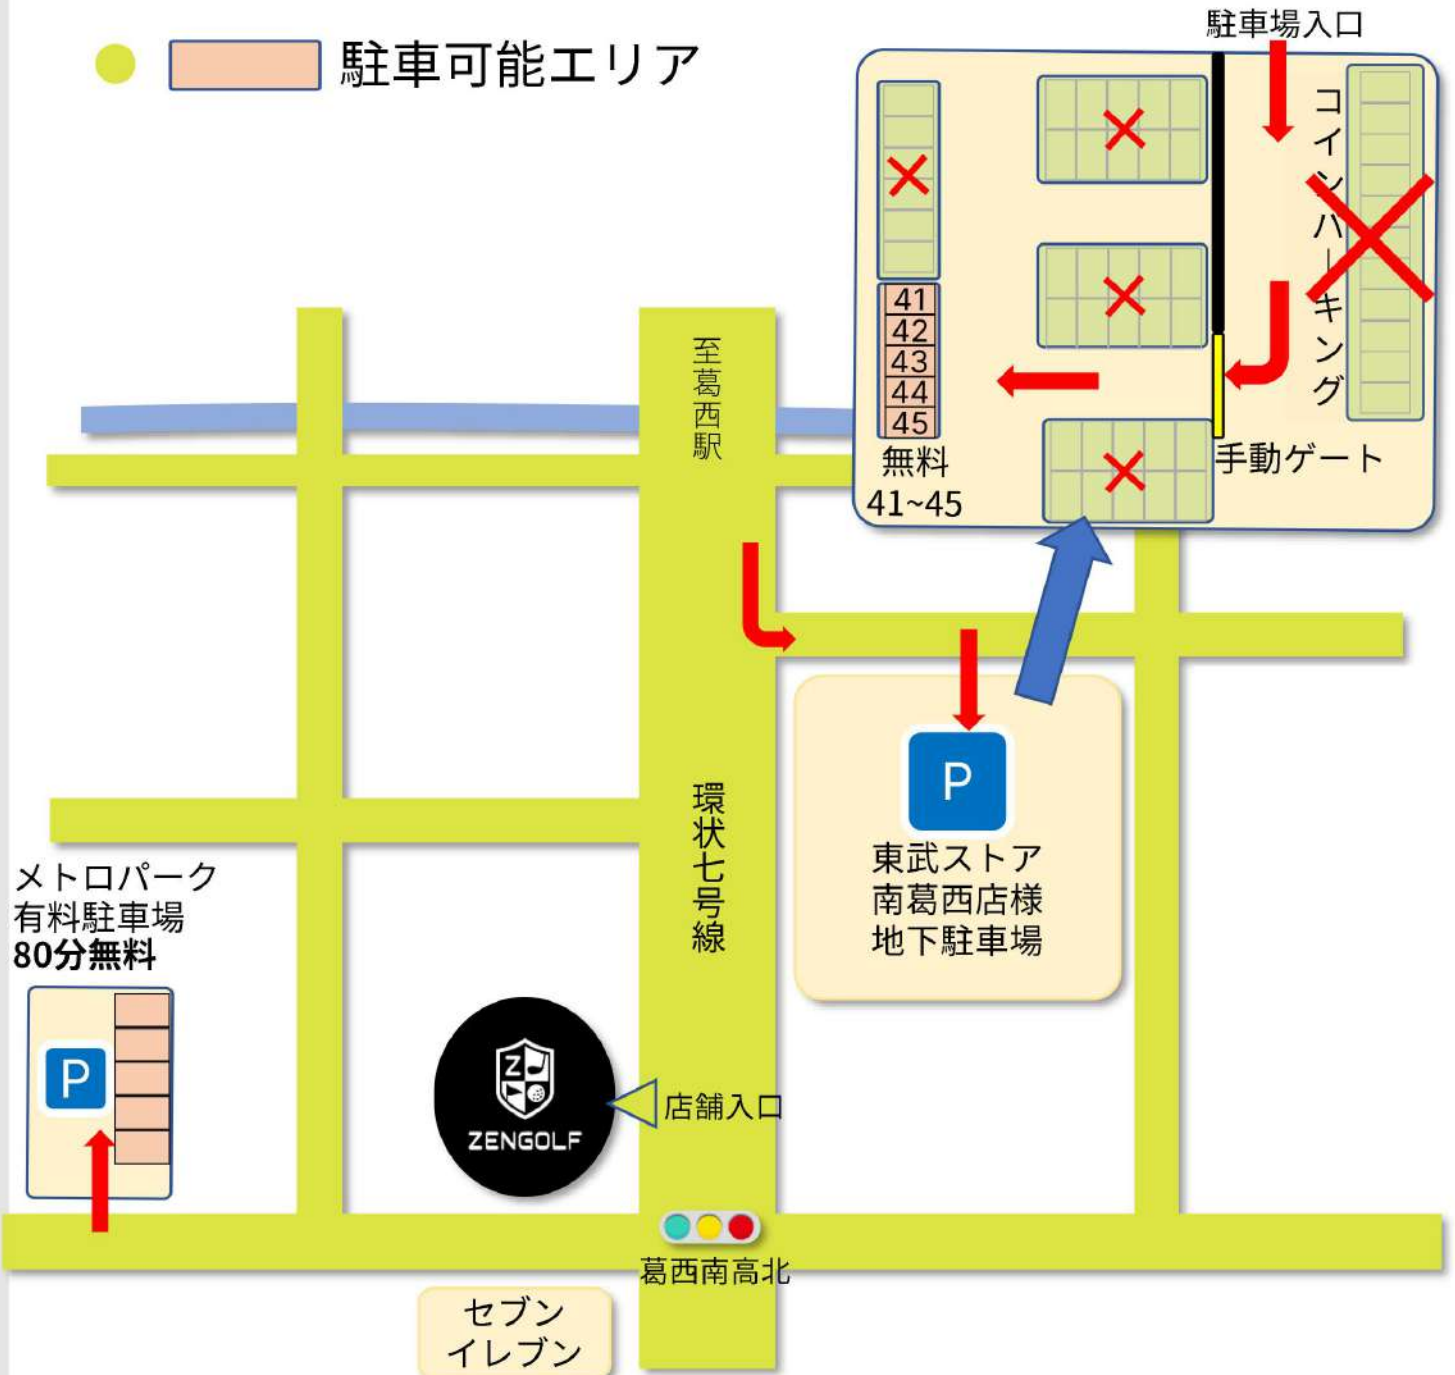 駐車可能エリア
駐車場入口
コインパーキング
41
42
43
44
45
無料
41~45
手動ゲート
至葛西駅
環状七号線
P
東武ストア
南葛西店様
地下駐車場
メトロパーク
有料駐車場
80分無料
P
Z
ZENGOLF
店舗入口
葛西南高北
セブン
イレブン